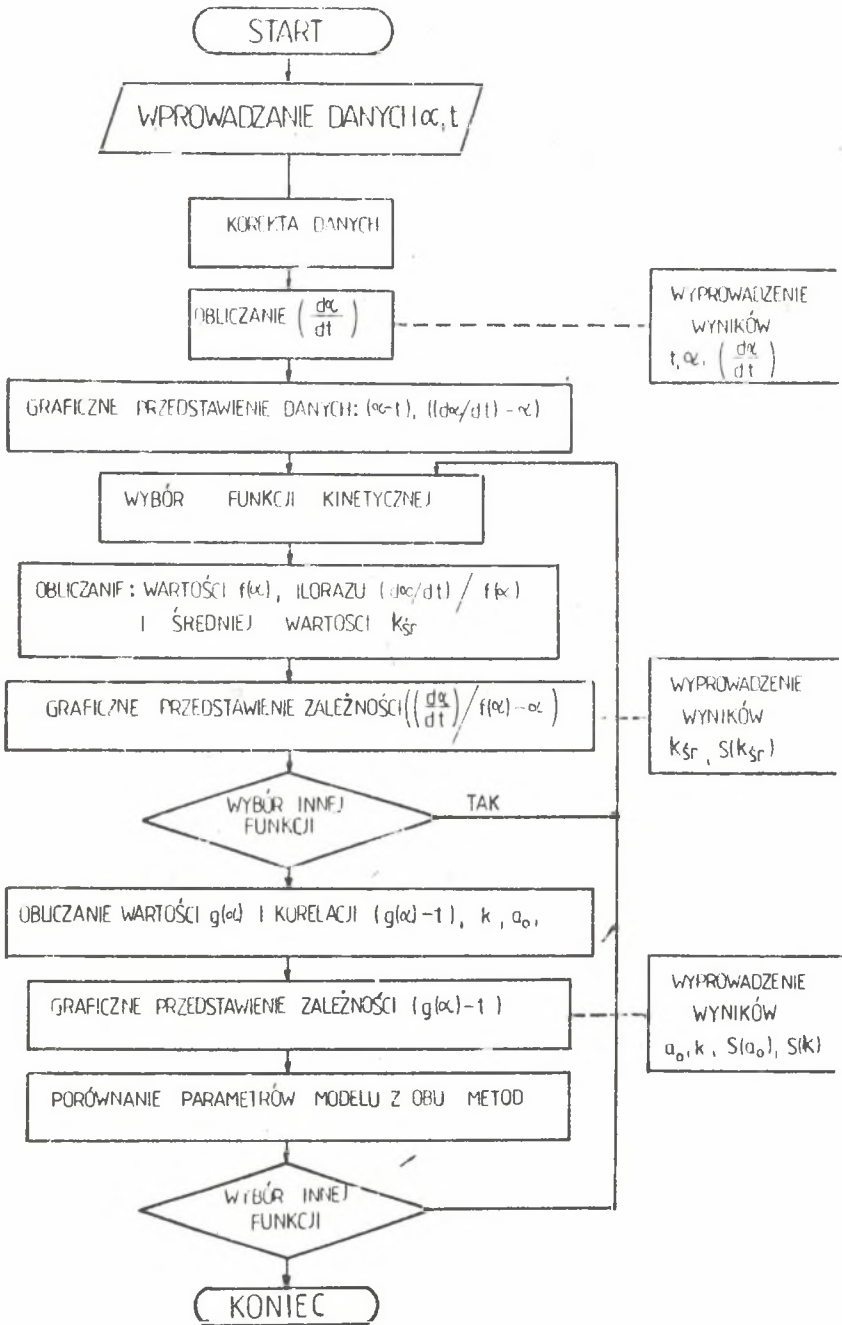 START
WPROWADZANIE DANYCH α, t
KOREKTA DANYCH
OBLICZANIE (dα/dt)
WYPROWADZENIE
WYNIKÓW
t, α, (dα/dt)
GRAFICZNE PRZEDSTAWIENIE DANYCH: (α-t), ((dα/dt)-α)
WYBÓR FUNKCJI KINETYCZNEJ
OBLICZANIE: WARTOŚCI f(α), ILORAZU (dα/dt) / f(α)
I ŚREDNIEJ WARTOSCI kśr
GRAFICZNE PRZEDSTAWIENIE ZALEŻNOŚCI ((dα/dt)/f(α)-α)
WYPROWADZENIE
WYNIKÓW
kśr, S(kśr)
WYBÓR INNEJ
FUNKCJI
TAK
OBLICZANIE WARTOŚCI g(α) I KORELACJI (g(α)-t), k, a₀,
GRAFICZNE PRZEDSTAWIENIE ZALEŻNOŚCI (g(α)-t)
WYPROWADZENIE
WYNIKÓW
a₀, k, S(a₀), S(k)
PORÓWNANIE PARAMETRÓW MODELU Z OBU METOD
WYBÓR INNEJ
FUNKCJI
KONIEC